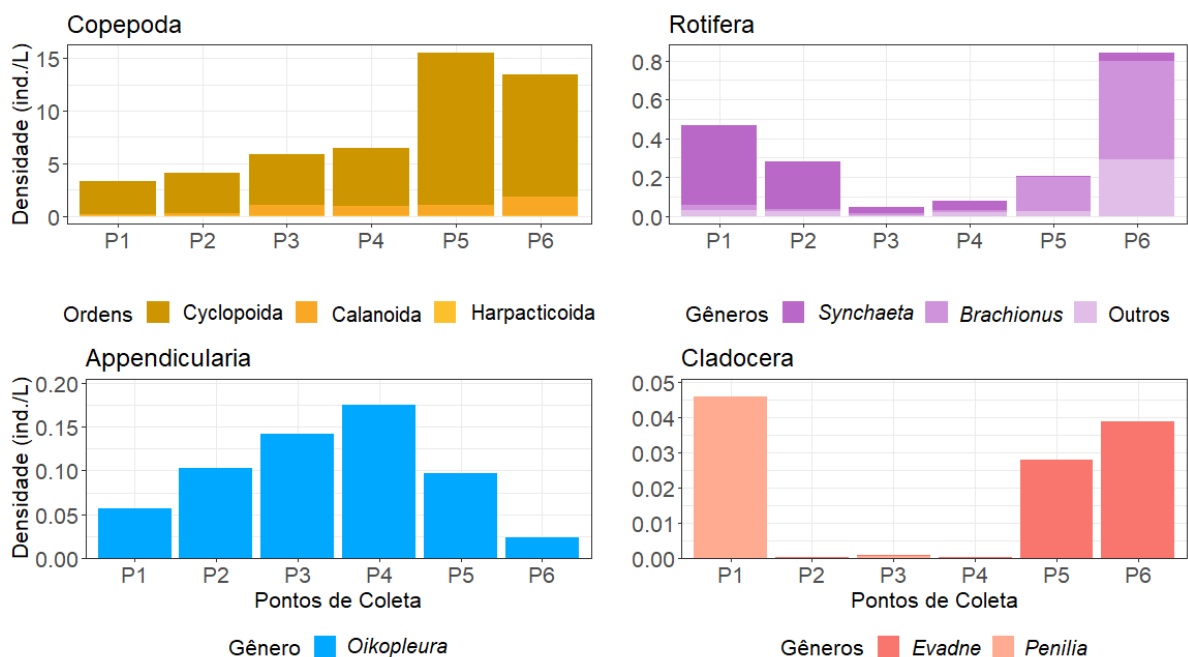 Copepoda
Densidade (ind./L)
15
10
5
0
P1 P2 P3 P4 P5 P6
Ordens Cyclopoida Calanoida Harpacticoida
Rotifera
0.8
0.6
0.4
0.2
0.0
P1 P2 P3 P4 P5 P6
Gêneros Synchaeta Brachionus Outros
Appendicularia
Densidade (ind./L)
0.20
0.15
0.10
0.05
0.00
P1 P2 P3 P4 P5 P6
Pontos de Coleta
Gênero Oikopleura
Cladocera
0.05
0.04
0.03
0.02
0.01
0.00
P1 P2 P3 P4 P5 P6
Pontos de Coleta
Gêneros Evadne Penilia